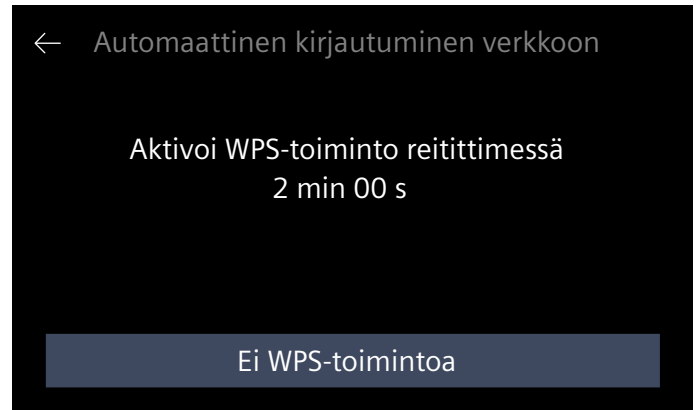 Automaattinen kirjautuminen verkkoon
Aktivoi WPS-toiminto reitittimessä
2 min 00 s
Ei WPS-toimintoa